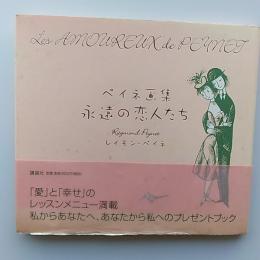 Les AMOUREUX de PEYNET
ペイネ画集
永遠の恋人たち
Raymond Peynet
レイモン・ペイネ
講談社
「愛」と「幸せ」の
レッスンメニュー満載
私からあなたへ、あなたから私へのプレゼントブック